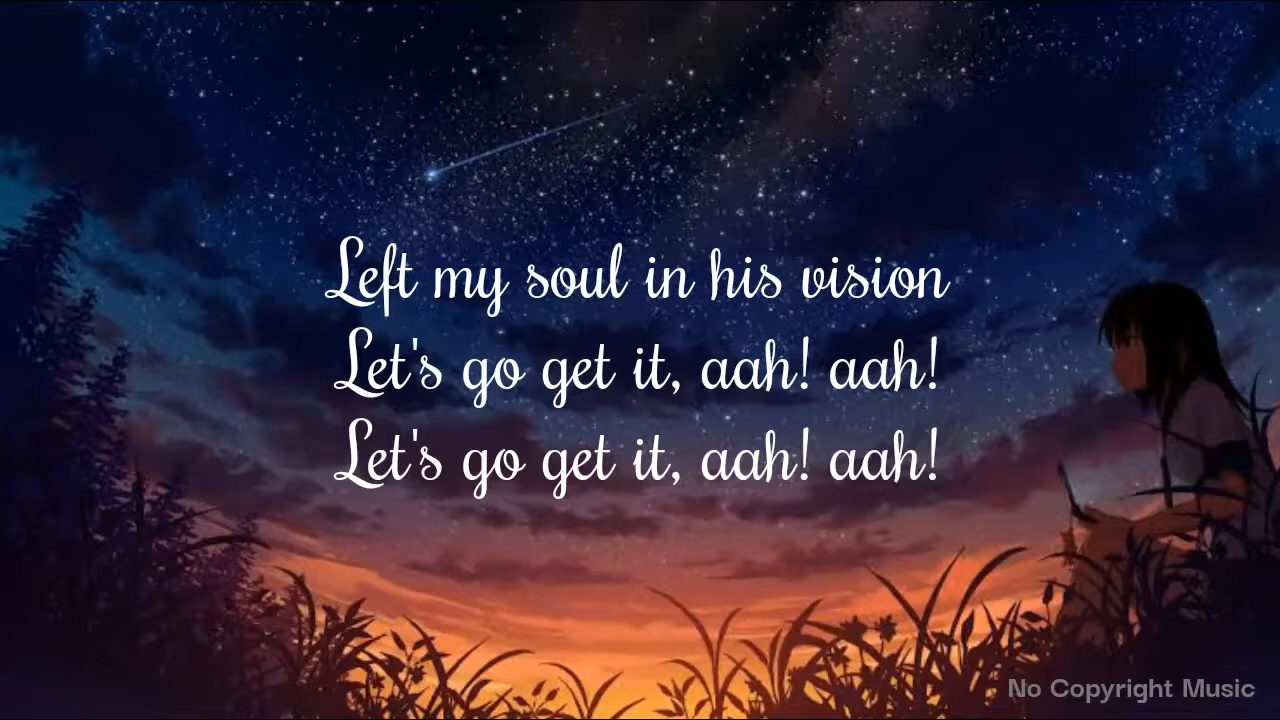 Left my soul in his vision
Let's go get it, aah! aah!
Let's go get it, aah! aah!
No Copyright Music